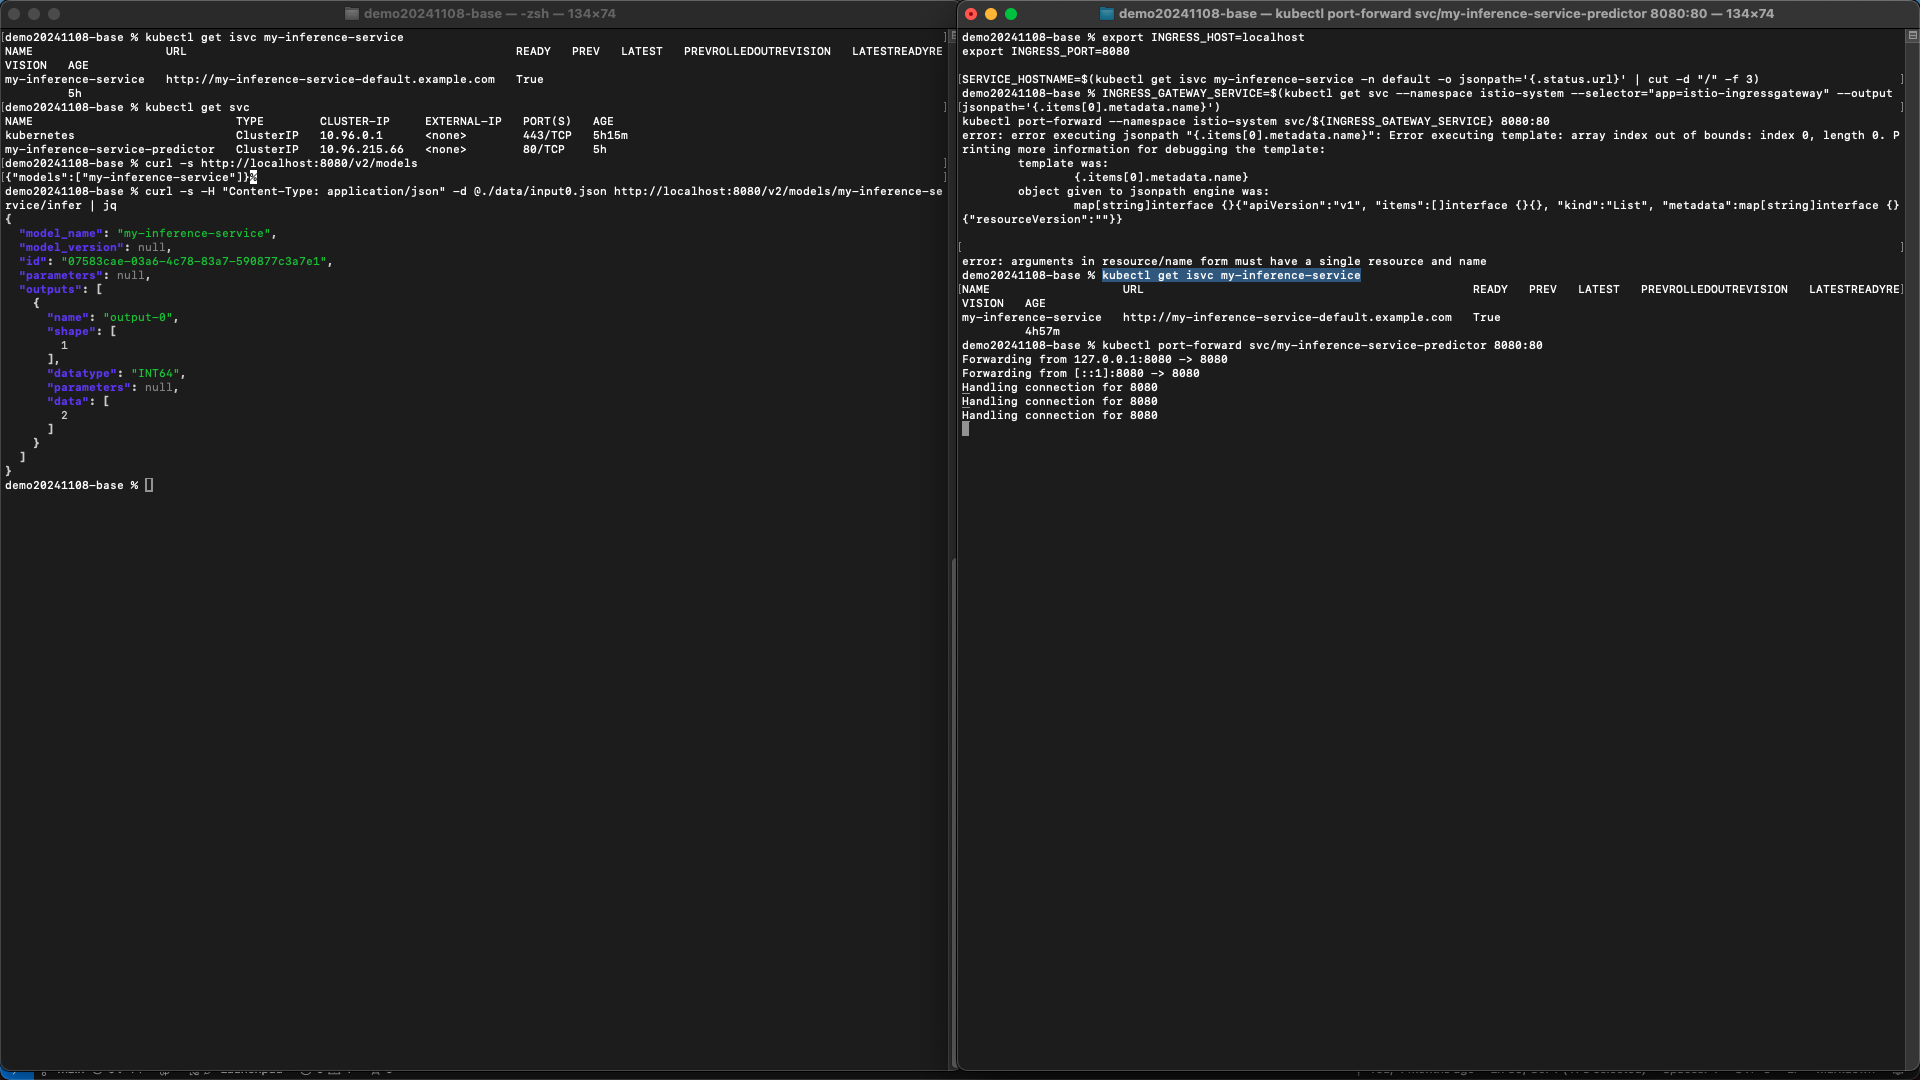 demo20241108-base — -zsh — 134×74
demo20241108-base % kubectl get isvc my-inference-service
NAME URL READY PREV LATEST PREVROLLEDOUTREVISION LATESTREADYRE
VISION AGE
my-inference-service http://my-inference-service-default.example.com True
5h
demo20241108-base % kubectl get svc
NAME TYPE CLUSTER-IP EXTERNAL-IP PORT(S) AGE
kubernetes ClusterIP 10.96.0.1 <none> 443/TCP 5h15m
my-inference-service-predictor ClusterIP 10.96.215.66 <none> 80/TCP 5h
demo20241108-base % curl -s http://localhost:8080/v2/models
{"models":["my-inference-service"]}%
demo20241108-base % curl -s -H "Content-Type: application/json" -d @./data/input0.json http://localhost:8080/v2/models/my-inference-se
rvice/infer | jq
{
"model_name": "my-inference-service",
"model_version": null,
"id": "07583cae-03a6-4c78-83a7-590877c3a7e1",
"parameters": null,
"outputs": [
{
"name": "output-0",
"shape": [
1
],
"datatype": "INT64",
"parameters": null,
"data": [
2
]
}
]
}
demo20241108-base %
demo20241108-base — kubectl port-forward svc/my-inference-service-predictor 8080:80 — 134×74
demo20241108-base % export INGRESS_HOST=localhost
export INGRESS_PORT=8080
SERVICE_HOSTNAME=$(kubectl get isvc my-inference-service -n default -o jsonpath='{.status.url}' | cut -d "/" -f 3)
demo20241108-base % INGRESS_GATEWAY_SERVICE=$(kubectl get svc --namespace istio-system --selector="app=istio-ingressgateway" --output
jsonpath='{.items[0].metadata.name}')
kubectl port-forward --namespace istio-system svc/${INGRESS_GATEWAY_SERVICE} 8080:80
error: error executing jsonpath "{.items[0].metadata.name}": Error executing template: array index out of bounds: index 0, length 0. P
rinting more information for debugging the template:
template was:
{.items[0].metadata.name}
object given to jsonpath engine was:
map[string]interface {}{"apiVersion":"v1", "items":[]interface {}{}, "kind":"List", "metadata":map[string]interface {}
{"resourceVersion":""}}
error: arguments in resource/name form must have a single resource and name
demo20241108-base % kubectl get isvc my-inference-service
NAME URL READY PREV LATEST PREVROLLEDOUTREVISION LATESTREADYRE
VISION AGE
my-inference-service http://my-inference-service-default.example.com True
4h57m
demo20241108-base % kubectl port-forward svc/my-inference-service-predictor 8080:80
Forwarding from 127.0.0.1:8080 -> 8080
Forwarding from [::1]:8080 -> 8080
Handling connection for 8080
Handling connection for 8080
Handling connection for 8080